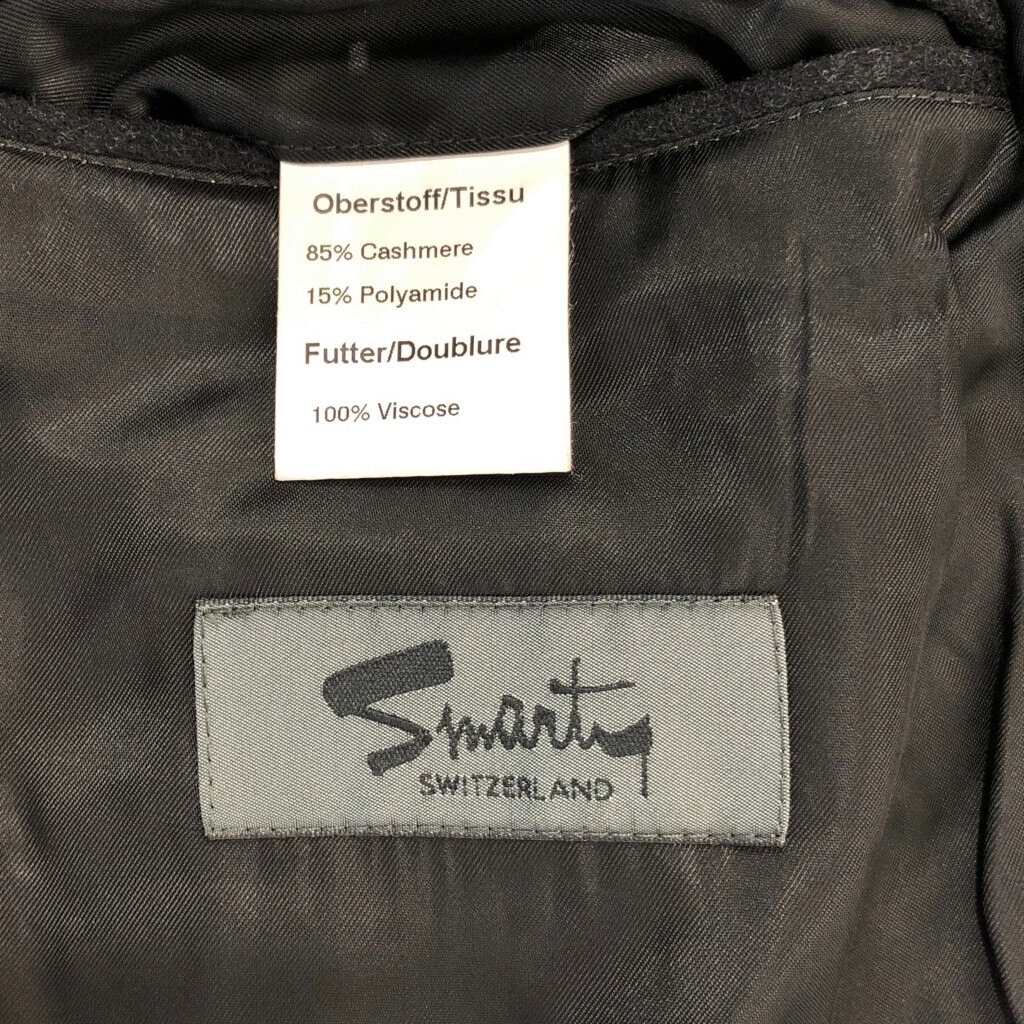 Oberstoff/Tissu
85% Cashmere
15% Polyamide
Futter/Doublure
100% Viscose
Smarty
SWITZERLAND